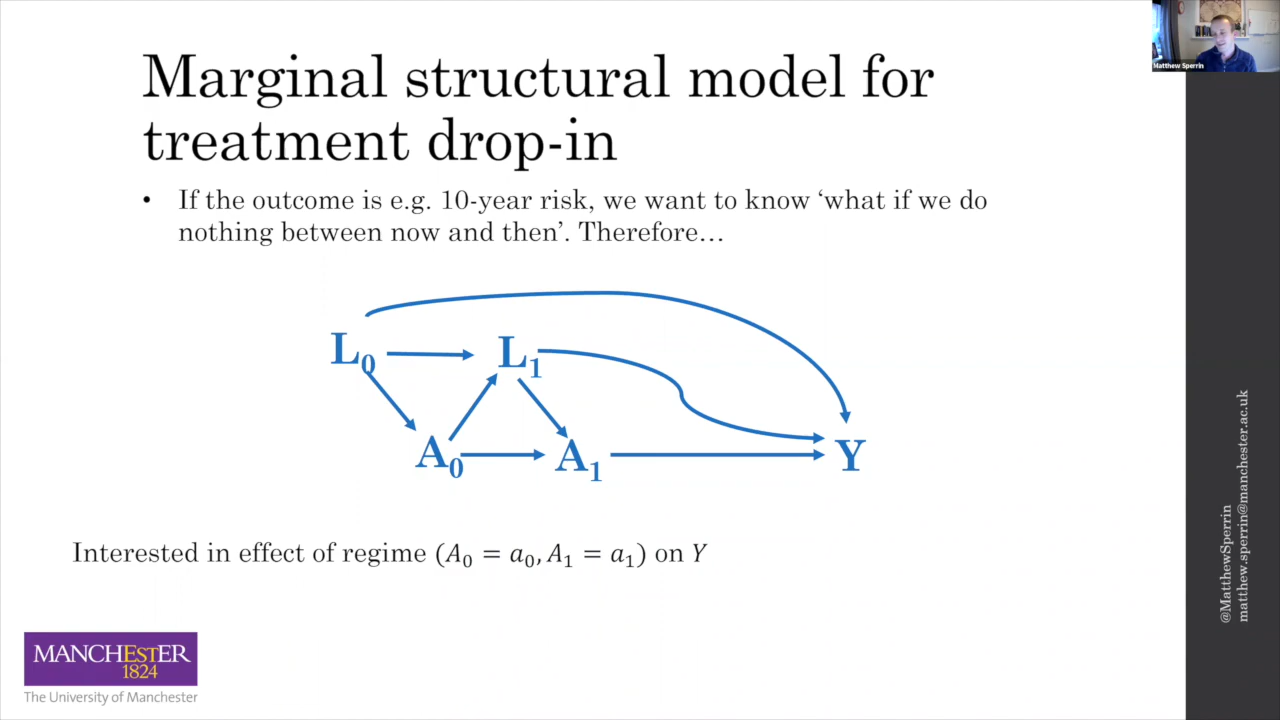 Matthew Sperrin
Marginal structural model for
treatment drop-in
• If the outcome is e.g. 10-year risk, we want to know ‘what if we do
nothing between now and then’. Therefore…
L₀
L₁
A₀
A₁
Y
Interested in effect of regime (𝐴₀ = 𝑎₀, 𝐴₁ = 𝑎₁) on 𝑌
@MatthewSperrin
matthew.sperrin@manchester.ac.uk
MANCHESTER
1824
The University of Manchester